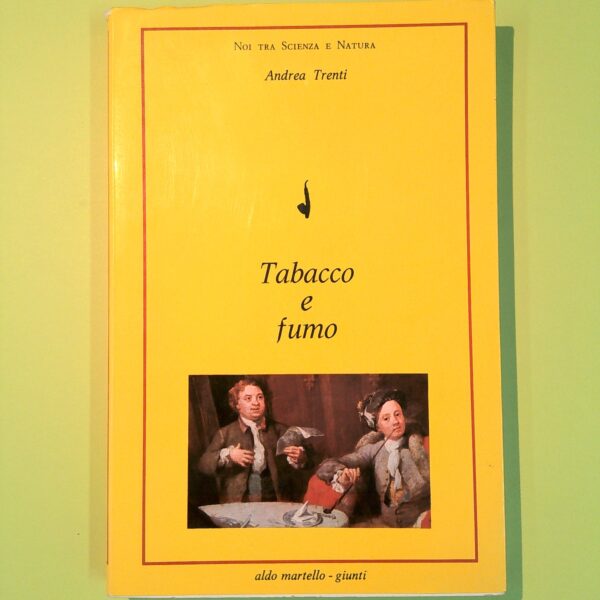 Noi tra Scienza e Natura
Andrea Trenti
Tabacco
e
fumo
aldo martello - giunti